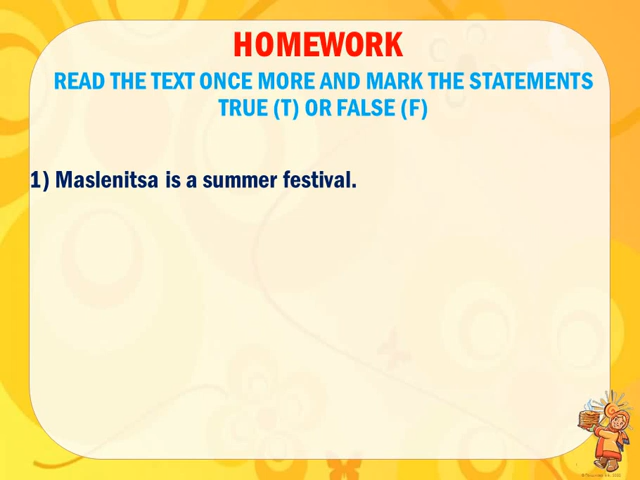 HOMEWORK
READ THE TEXT ONCE MORE AND MARK THE STATEMENTS
TRUE (T) OR FALSE (F)
1) Maslenitsa is a summer festival.